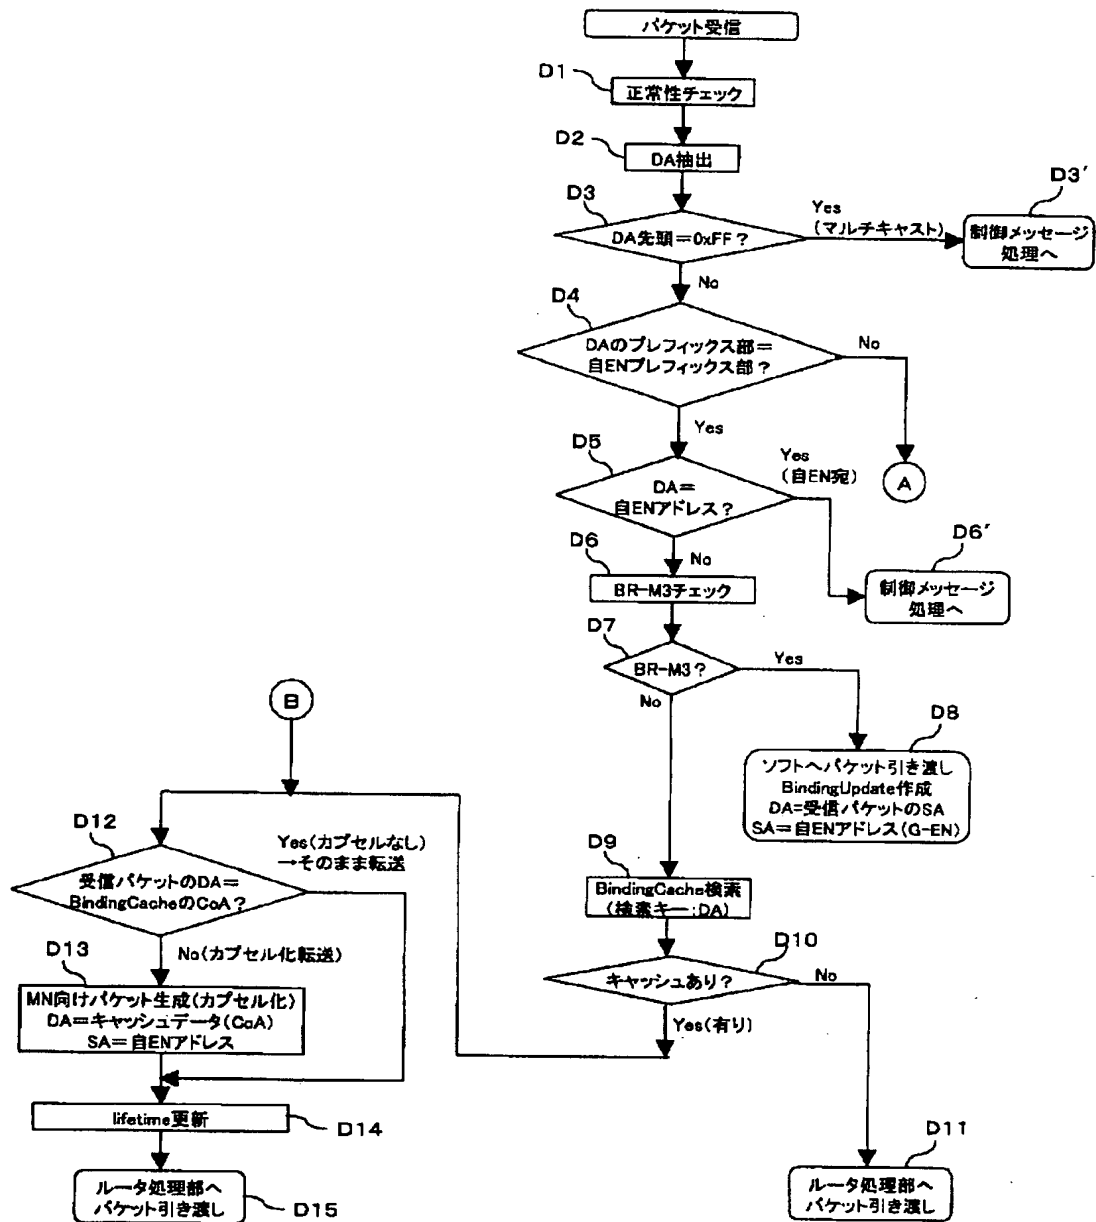 パケット受信
D1
正常性チェック
D2
DA抽出
D3
DA先頭＝0xFF？
Yes
(マルチキャスト)
D3′
制御メッセージ
処理へ
No
D4
DAのプレフィックス部＝
自ENプレフィックス部？
No
A
Yes
D5
DA＝
自ENアドレス？
Yes
(自EN宛)
D6′
制御メッセージ
処理へ
No
D6
BR-M3チェック
D7
BR-M3？
Yes
No
D8
ソフトへパケット引き渡し
BindingUpdate作成
DA=受信パケットのSA
SA＝自ENアドレス(G-EN)
B
D12
受信パケットのDA＝
BindingCacheのCoA？
Yes(カプセルなし)
→そのまま転送
D9
BindingCache検索
(検索キー：DA)
D10
キャッシュあり？
No
Yes(有り)
No(カプセル化転送)
D13
MN向けパケット生成(カプセル化)
DA＝キャッシュデータ(CoA)
SA＝自ENアドレス
lifetime更新
D14
ルータ処理部へ
パケット引き渡し
D15
D11
ルータ処理部へ
パケット引き渡し